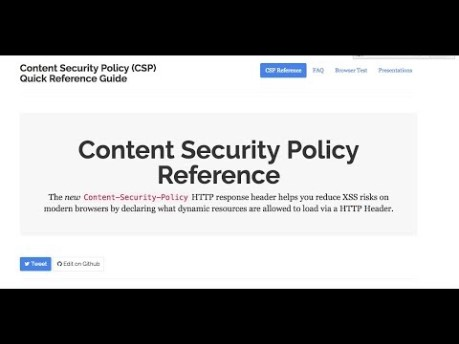 Content Security Policy (CSP)
Quick Reference Guide
CSP Reference FAQ Browser Test Presentations
Content Security Policy
Reference
The new Content-Security-Policy HTTP response header helps you reduce XSS risks on
modern browsers by declaring what dynamic resources are allowed to load via a HTTP Header.
Tweet Edit on Github